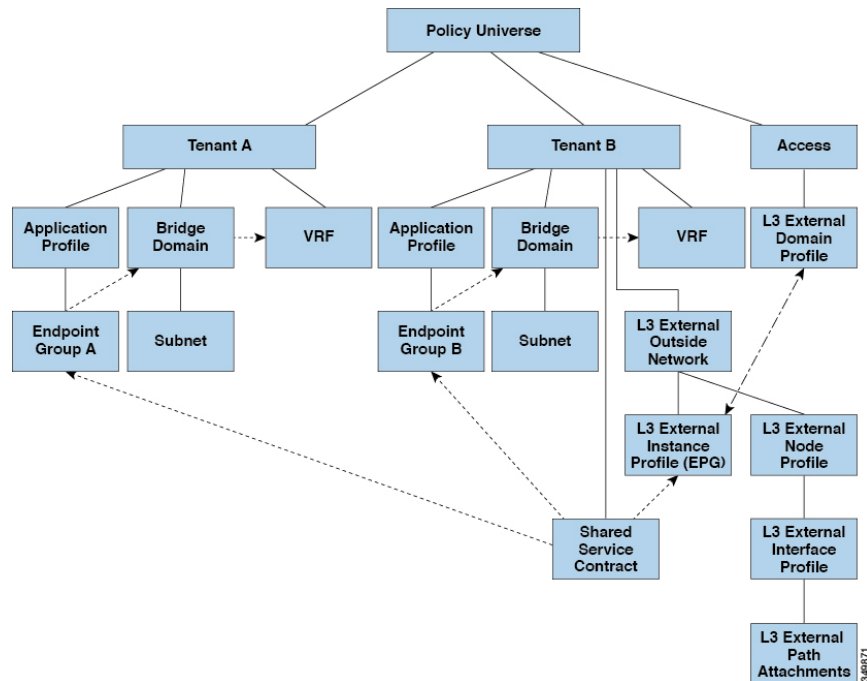 Policy Universe
Tenant A
Tenant B
Access
Application
Profile
Bridge
Domain
VRF
Application
Profile
Bridge
Domain
VRF
L3 External
Domain
Profile
Endpoint
Group A
Subnet
Endpoint
Group B
Subnet
L3 External
Outside
Network
L3 External
Instance
Profile (EPG)
L3 External
Node
Profile
Shared
Service
Contract
L3 External
Interface
Profile
L3 External
Path
Attachments
349871